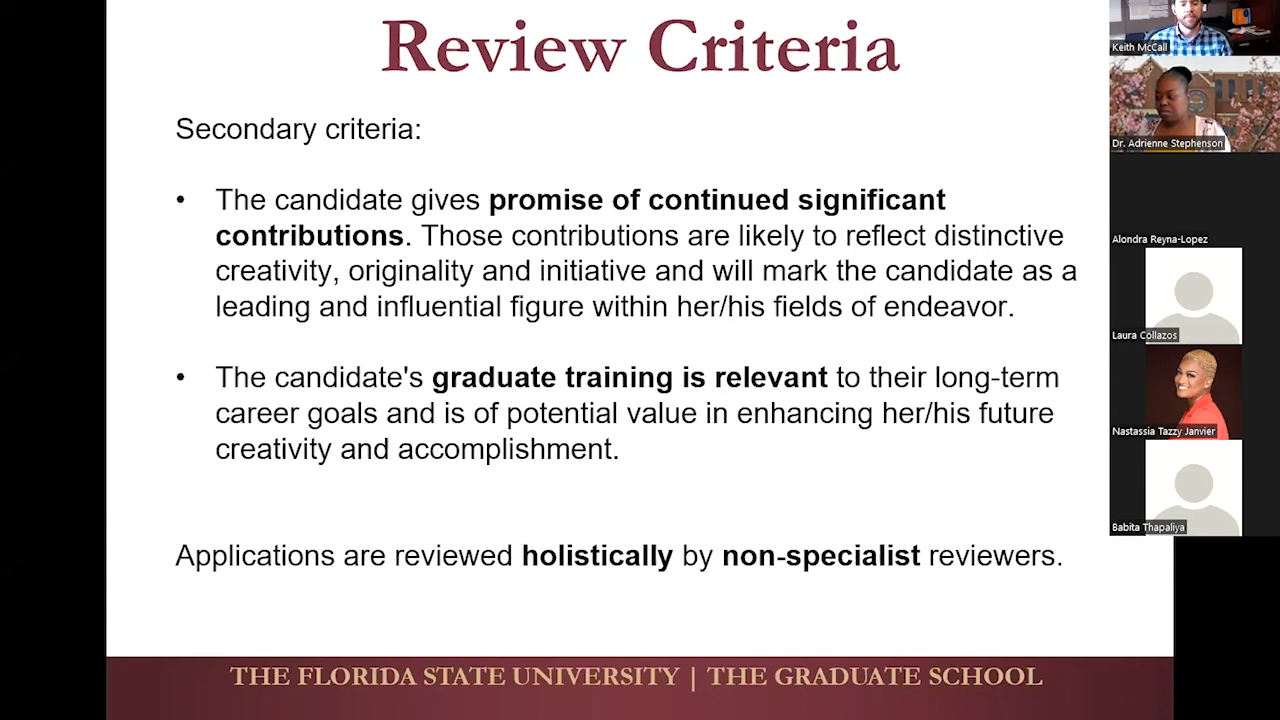 Review Criteria
Secondary criteria:
• The candidate gives promise of continued significant
contributions. Those contributions are likely to reflect distinctive
creativity, originality and initiative and will mark the candidate as a
leading and influential figure within her/his fields of endeavor.
• The candidate's graduate training is relevant to their long-term
career goals and is of potential value in enhancing her/his future
creativity and accomplishment.
Applications are reviewed holistically by non-specialist reviewers.
THE FLORIDA STATE UNIVERSITY | THE GRADUATE SCHOOL
Keith McCall
Dr. Adrienne Stephenson
Alondra Reyna-Lopez
Laura Collazos
Nastassia Tazzy Janvier
Babita Thapaliya